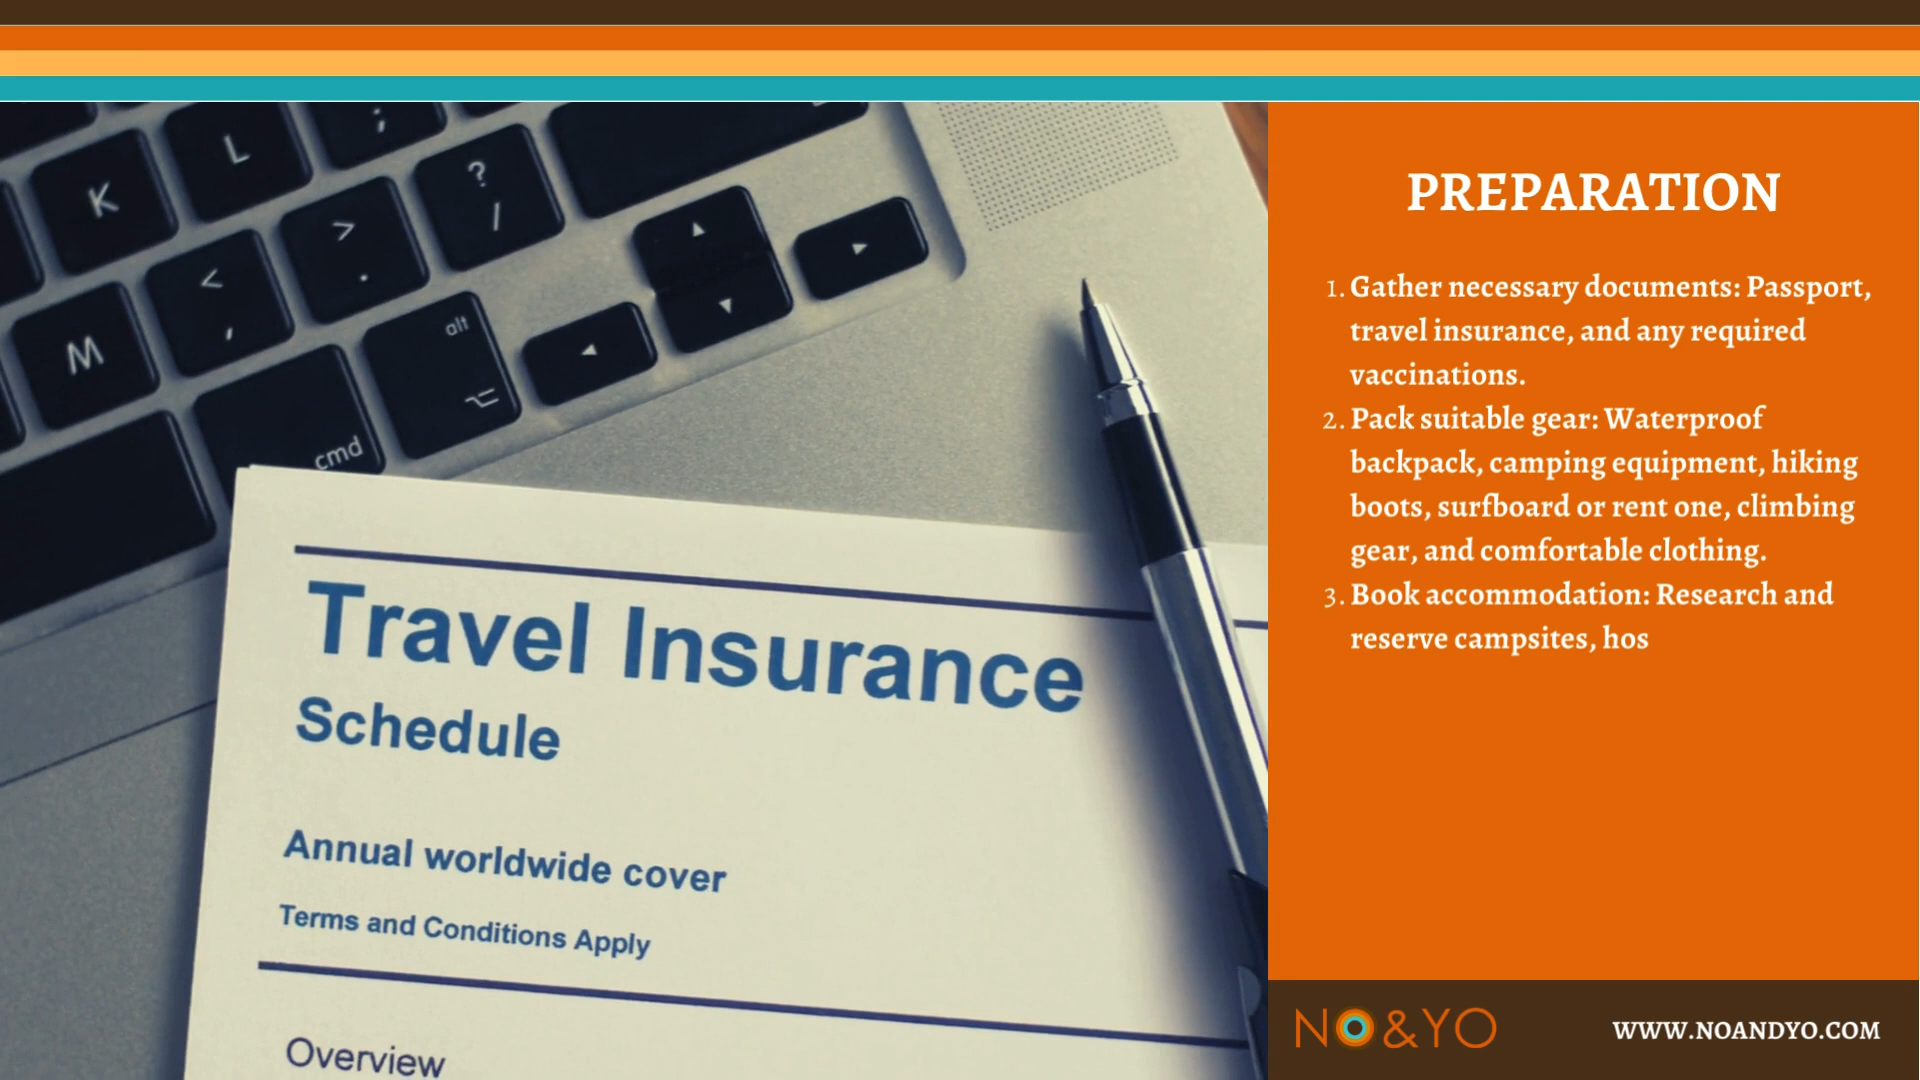 K
L
;
?
/
>
.
<
,
M
alt
cmd
Travel Insurance
Schedule
Annual worldwide cover
Terms and Conditions Apply
Overview
PREPARATION
1. Gather necessary documents: Passport,
travel insurance, and any required
vaccinations.
2. Pack suitable gear: Waterproof
backpack, camping equipment, hiking
boots, surfboard or rent one, climbing
gear, and comfortable clothing.
3. Book accommodation: Research and
reserve campsites, hos
NO&YO
WWW.NOANDYO.COM